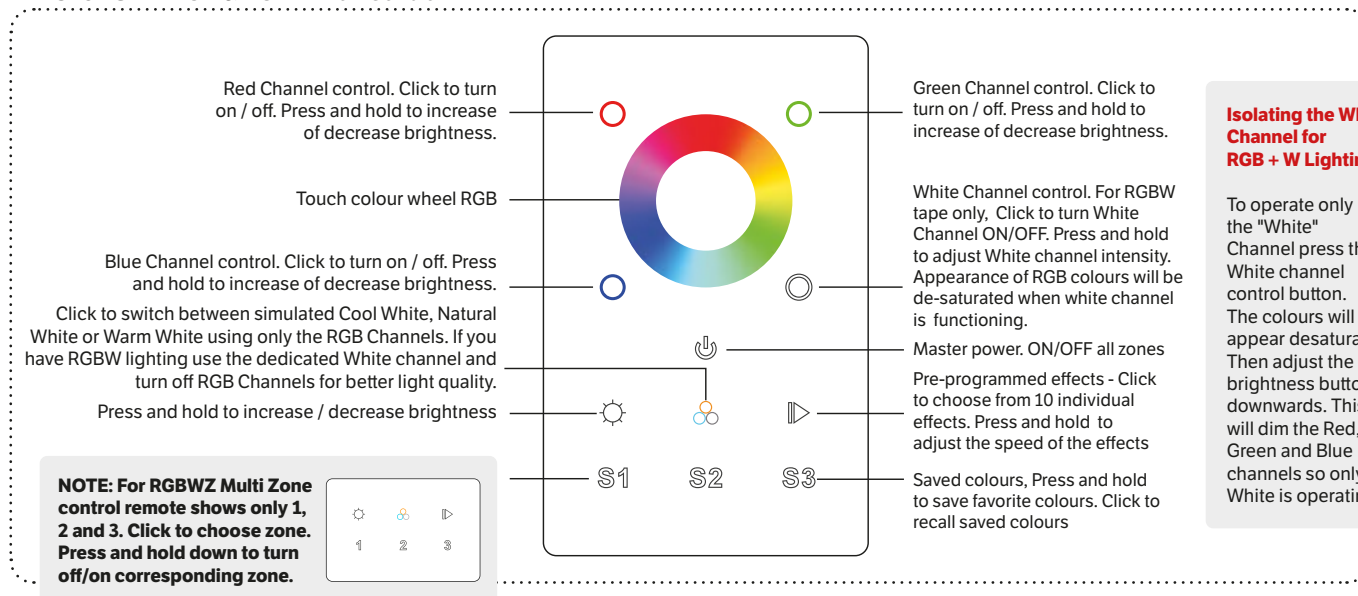 Red Channel control. Click to turn
on / off. Press and hold to increase
of decrease brightness.
Touch colour wheel RGB
Blue Channel control. Click to turn on / off. Press
and hold to increase of decrease brightness.
Click to switch between simulated Cool White, Natural
White or Warm White using only the RGB Channels. If you
have RGBW lighting use the dedicated White channel and
turn off RGB Channels for better light quality.
Press and hold to increase / decrease brightness
NOTE: For RGBWZ Multi Zone
control remote shows only 1,
2 and 3. Click to choose zone.
Press and hold down to turn
off/on corresponding zone.
1 2 3
S1 S2 S3
Green Channel control. Click to
turn on / off. Press and hold to
increase of decrease brightness.
White Channel control. For RGBW
tape only, Click to turn White
Channel ON/OFF. Press and hold
to adjust White channel intensity.
Appearance of RGB colours will be
de-saturated when white channel
is functioning.
Master power. ON/OFF all zones
Pre-programmed effects - Click
to choose from 10 individual
effects. Press and hold to
adjust the speed of the effects
Saved colours, Press and hold
to save favorite colours. Click to
recall saved colours
Isolating the
Channel for
RGB + W
To operate only
the "White"
Channel press
White channel
control button.
The colours will
appear
Then adjust the
brightness
downwards.
will dim the Red,
Green and Blue
channels so
White is